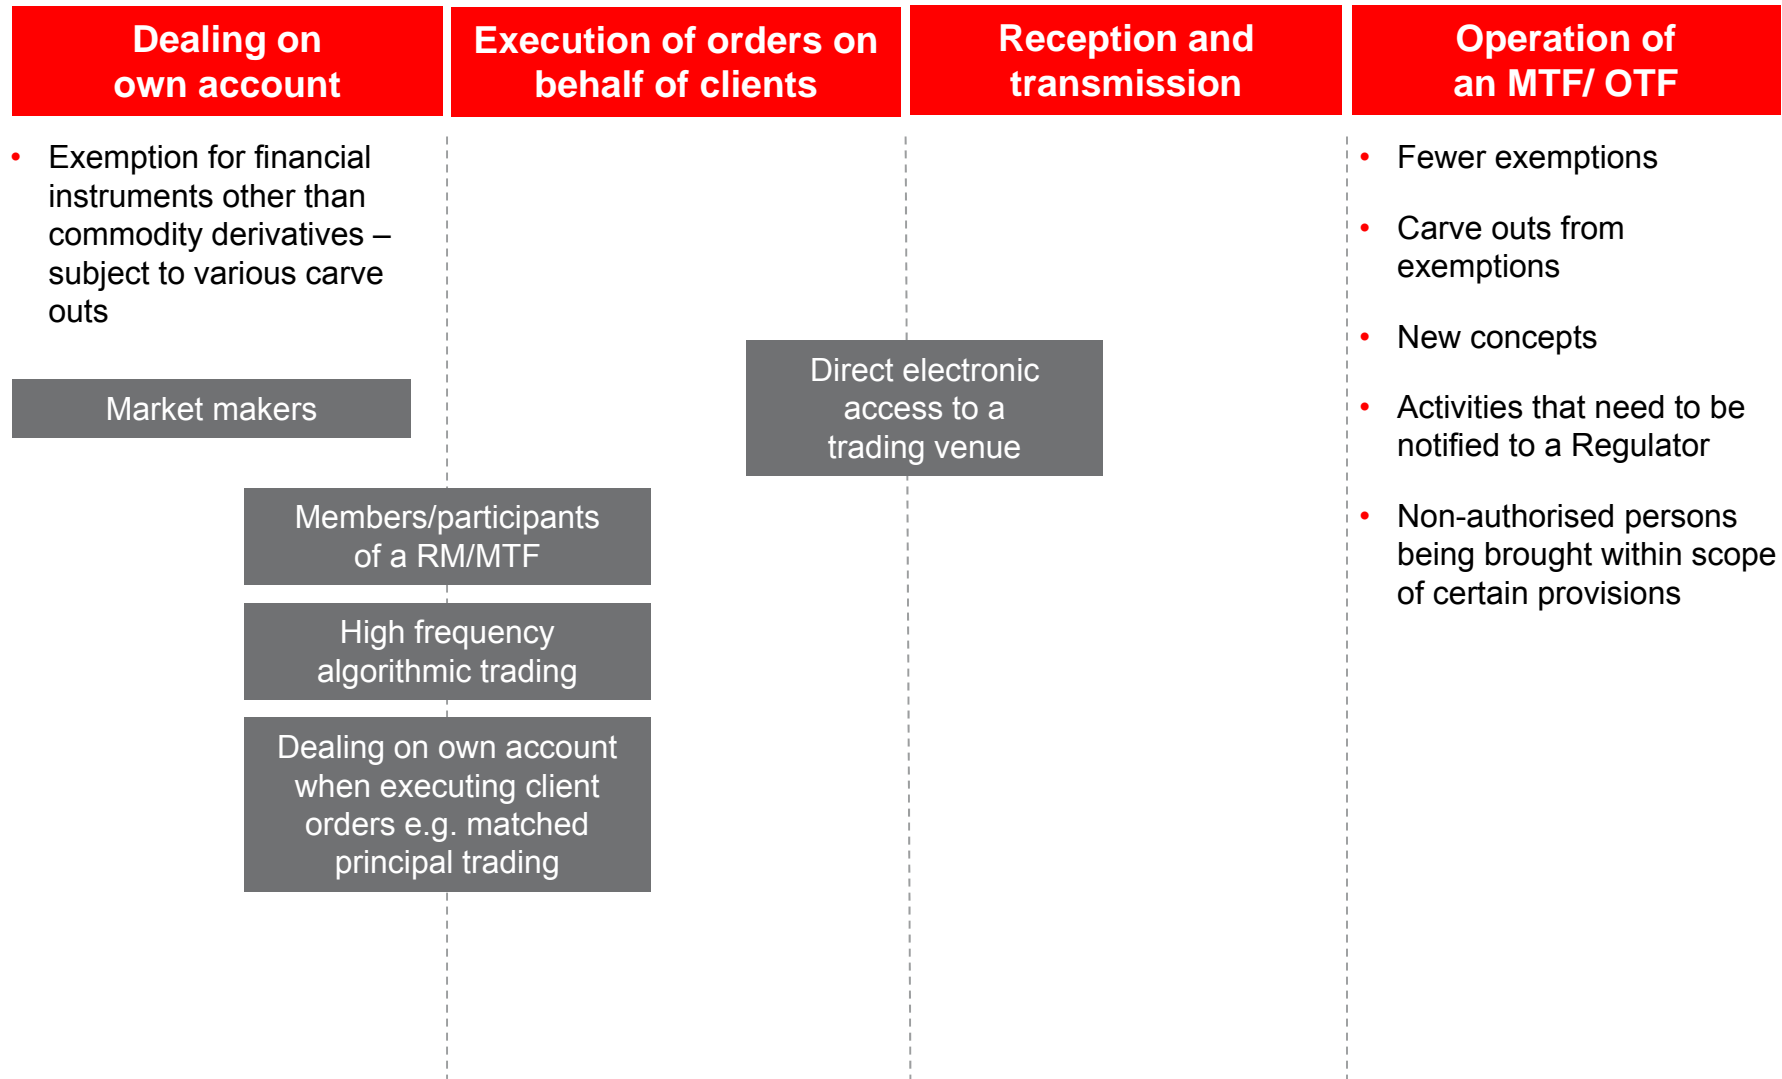 Dealing on
own account
Execution of orders on
behalf of clients
Reception and
transmission
Operation of
an MTF/ OTF
• Exemption for financial
instruments other than
commodity derivatives –
subject to various carve
outs
Market makers
Members/participants
of a RM/MTF
High frequency
algorithmic trading
Dealing on own account
when executing client
orders e.g. matched
principal trading
Direct electronic
access to a
trading venue
• Fewer exemptions
• Carve outs from
exemptions
• New concepts
• Activities that need to be
notified to a Regulator
• Non-authorised persons
being brought within scope
of certain provisions